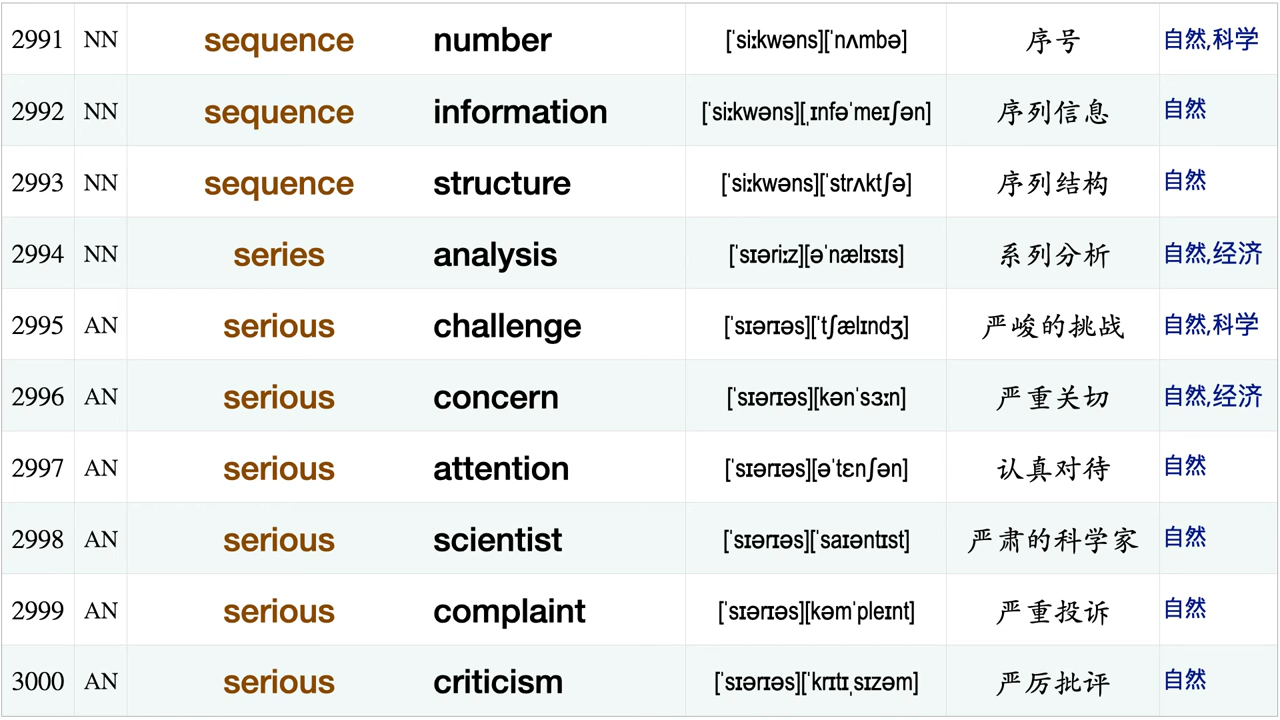 2991 NN sequence number [ˈsiːkwəns][ˈnʌmbə] 序号 自然,科学
2992 NN sequence information [ˈsiːkwəns][ˌɪnfəˈmeɪʃən] 序列信息 自然
2993 NN sequence structure [ˈsiːkwəns][ˈstrʌktʃə] 序列结构 自然
2994 NN series analysis [ˈsɪəriːz][əˈnælɪsɪs] 系列分析 自然,经济
2995 AN serious challenge [ˈsɪərɪəs][ˈtʃælɪndʒ] 严峻的挑战 自然,科学
2996 AN serious concern [ˈsɪərɪəs][kənˈsɜːn] 严重关切 自然,经济
2997 AN serious attention [ˈsɪərɪəs][əˈtɛnʃən] 认真对待 自然
2998 AN serious scientist [ˈsɪərɪəs][ˈsaɪəntɪst] 严肃的科学家 自然
2999 AN serious complaint [ˈsɪərɪəs][kəmˈpleɪnt] 严重投诉 自然
3000 AN serious criticism [ˈsɪərɪəs][ˈkrɪtɪˌsɪzəm] 严厉批评 自然